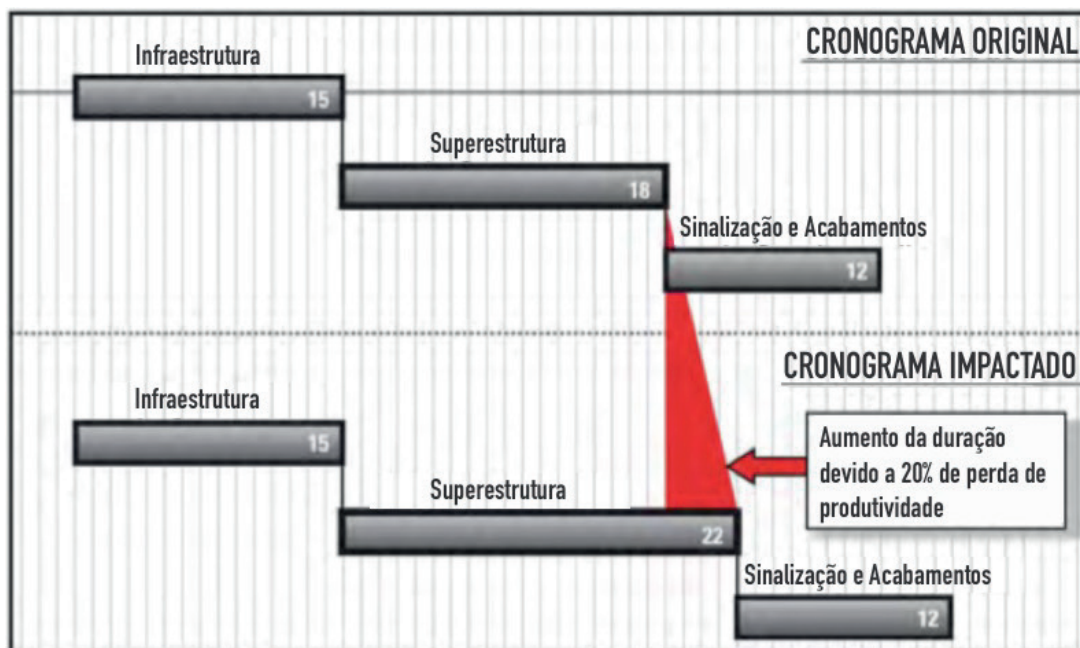 CRONOGRAMA ORIGINAL
Infraestrutura
15
Superestrutura
18
Sinalização e Acabamentos
12
CRONOGRAMA IMPACTADO
Infraestrutura
15
Aumento da duração
devido a 20% de perda de
produtividade
Superestrutura
22
Sinalização e Acabamentos
12